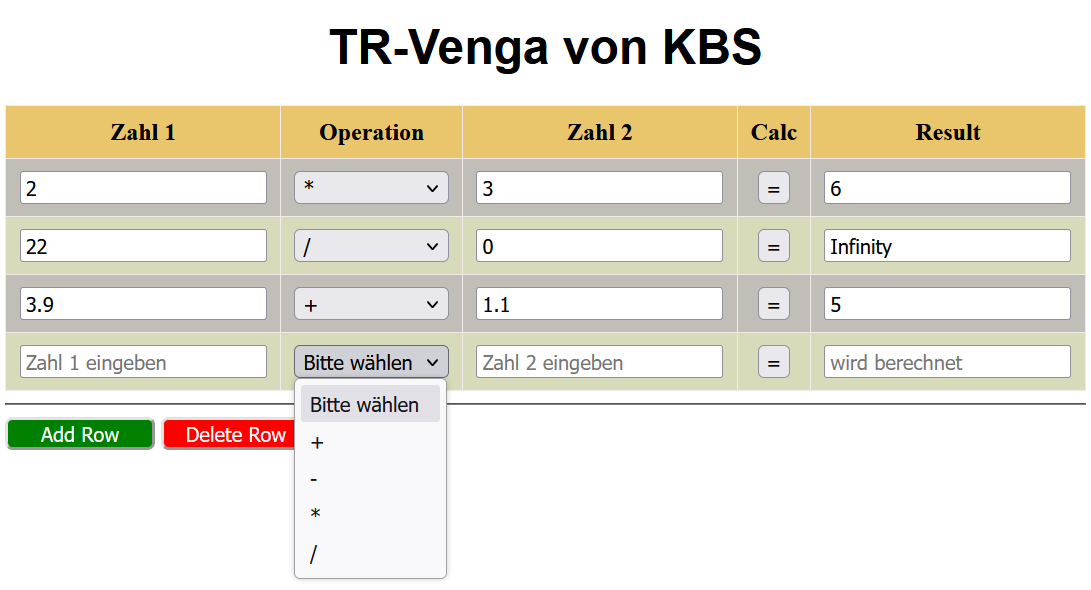 TR-Venga von KBS
Zahl 1 Operation Zahl 2 Calc Result
2 * 3 = 6
22 / 0 = Infinity
3.9 + 1.1 = 5
Zahl 1 eingeben Bitte wählen Zahl 2 eingeben = wird berechnet
Bitte wählen
Add Row Delete Row
+
-
*
/